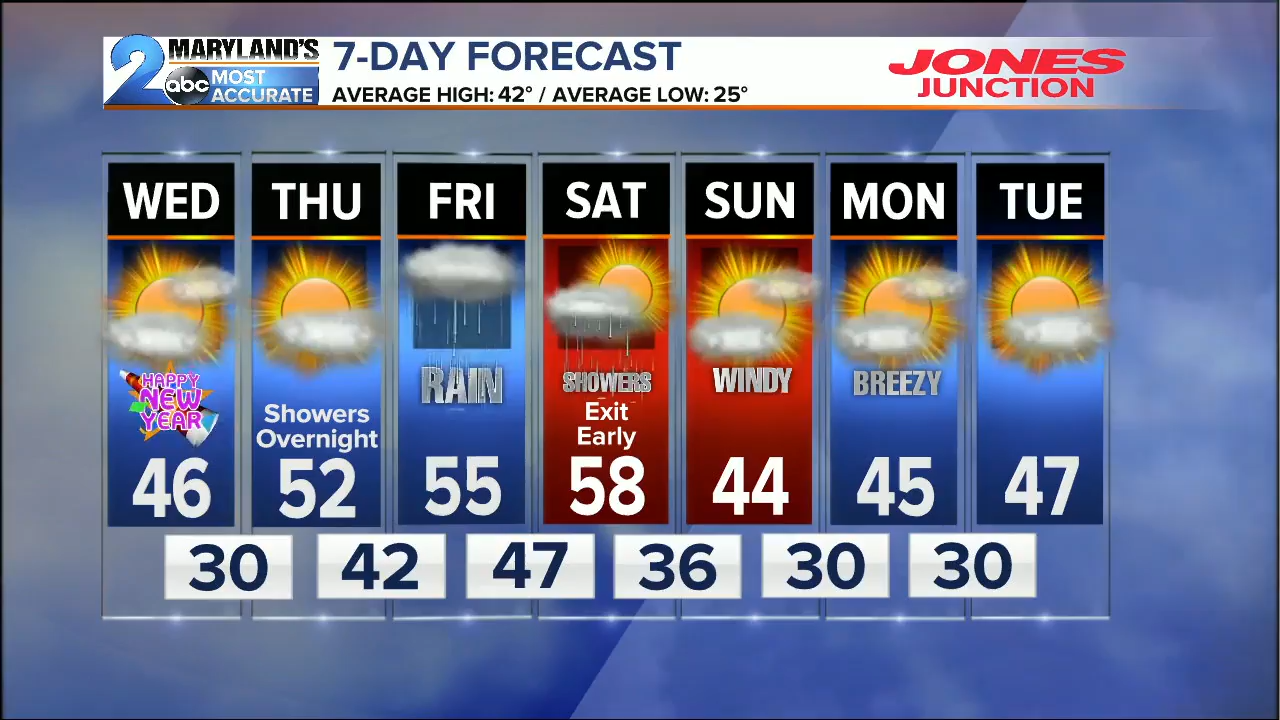 2
abc
MARYLAND'S
MOST
ACCURATE
7-DAY FORECAST
AVERAGE HIGH: 42° / AVERAGE LOW: 25°
JONES
JUNCTION
WED THU FRI SAT SUN MON TUE
HAPPY
NEW
YEAR
Showers
Overnight
RAIN
SHOWERS
Exit
Early
WINDY
BREEZY
46 52 55 58 44 45 47
30 42 47 36 30 30